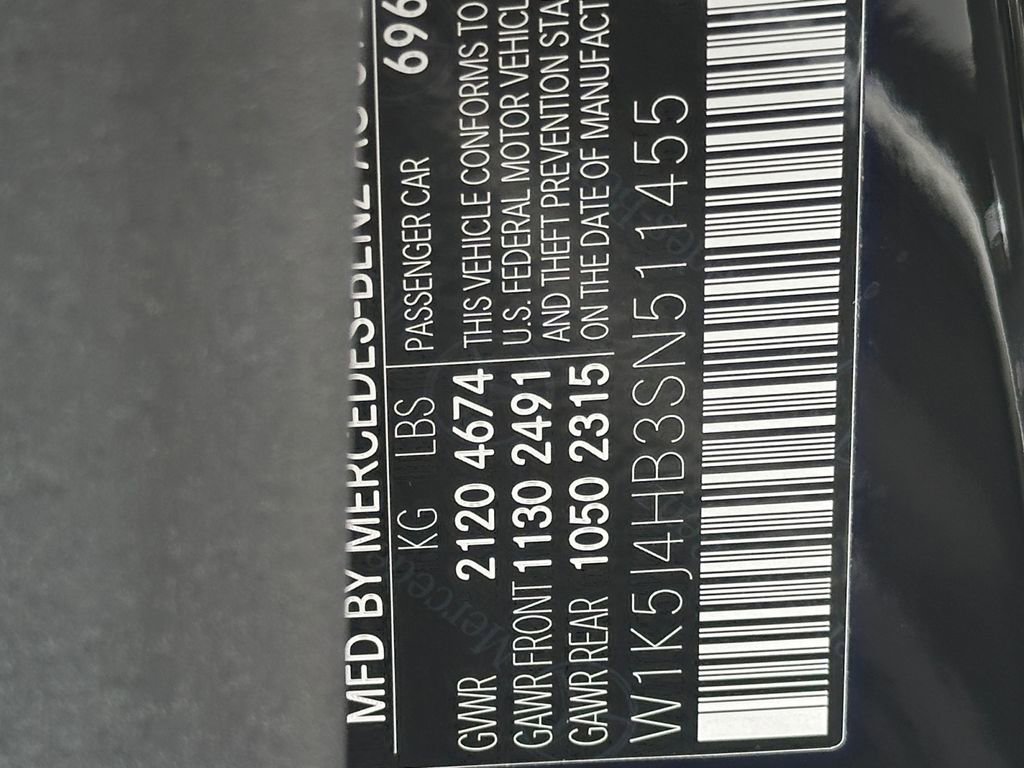 MFD BY MERCEDES-BENZ AG
KG LBS PASSENGER CAR 696
GVWR 2120 4674 THIS VEHICLE CONFORMS TO
GAWR FRONT 1130 2491 U.S. FEDERAL MOTOR VEHICL
GAWR REAR 1050 2315 AND THEFT PREVENTION STA
ON THE DATE OF MANUFACT
W1K5J4HB3SN511455